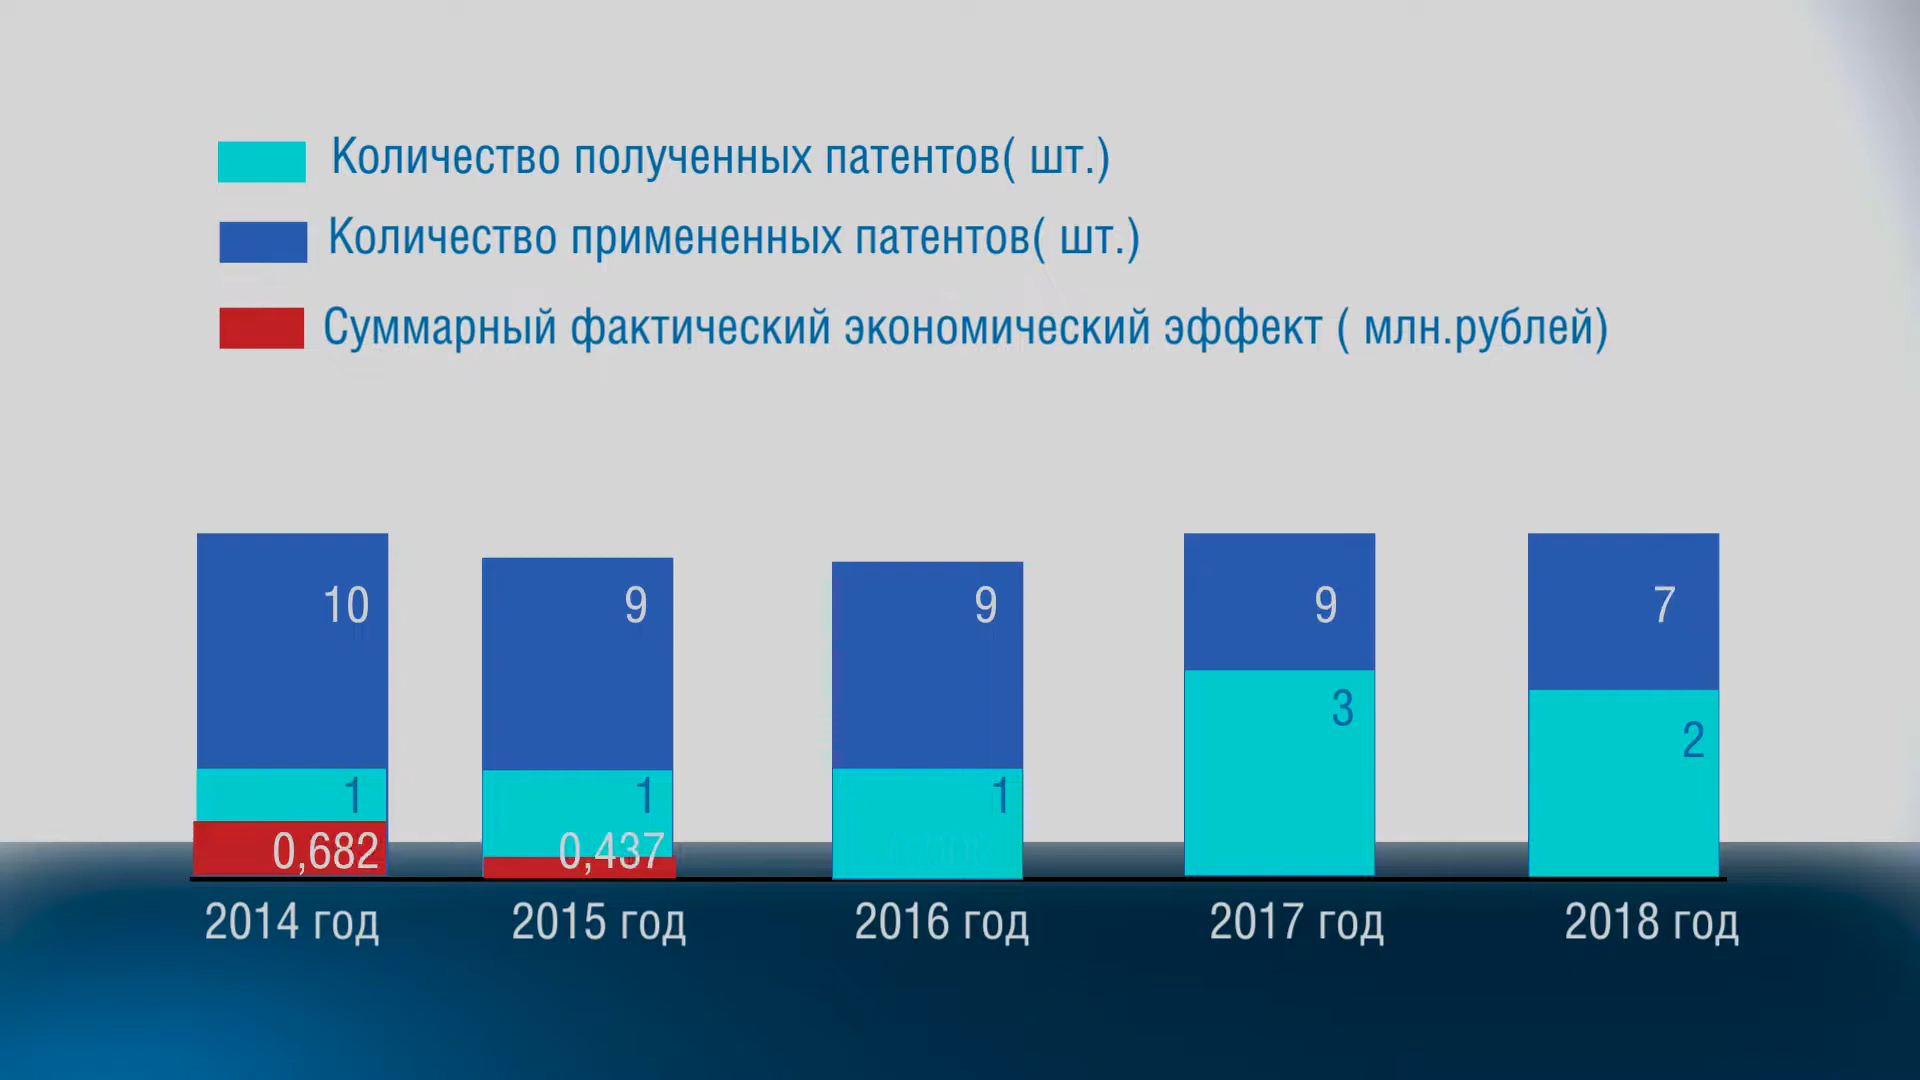 Количество полученных патентов( шт.)
Количество примененных патентов( шт.)
Суммарный фактический экономический эффект ( млн.рублей)
10
9
9
9
7
1
1
1
3
2
0,682
0,437
2014 год
2015 год
2016 год
2017 год
2018 год